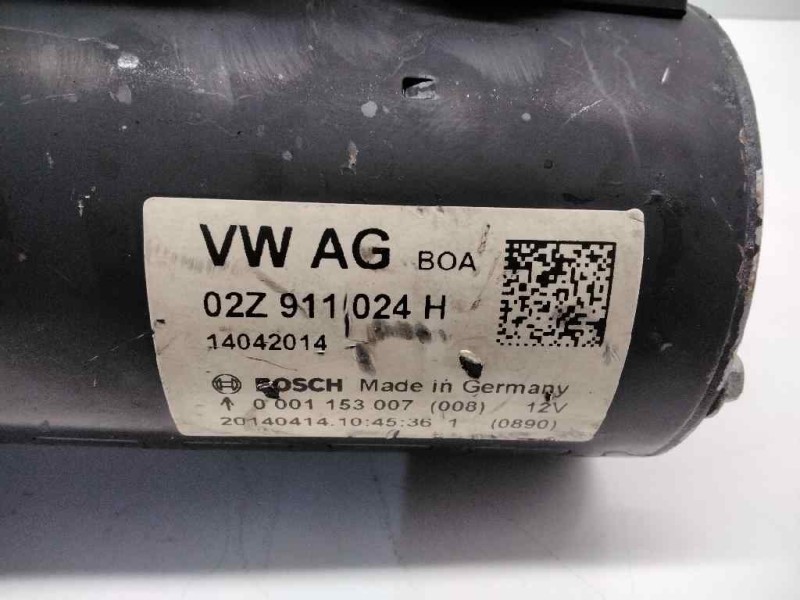 VW AG BOA
02Z 911 024 H
14042014
BOSCH Made in Germany
↑ 0 001 153 007 (008) 12V
20140414.10:45:36 1 (0890)